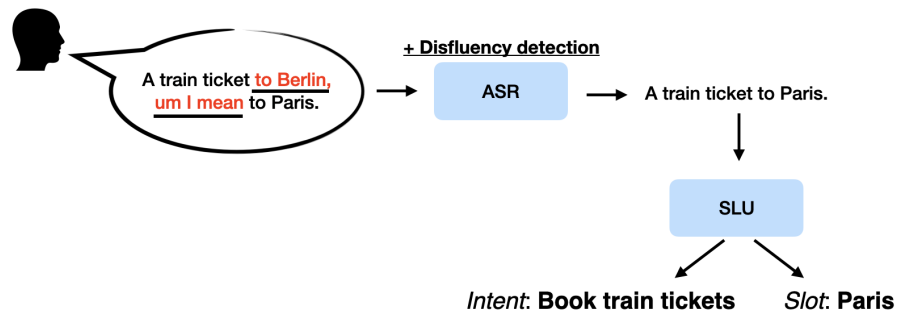 + Disfluency detection
A train ticket to Berlin,
um I mean to Paris.
ASR
A train ticket to Paris.
SLU
Intent: Book train tickets
Slot: Paris